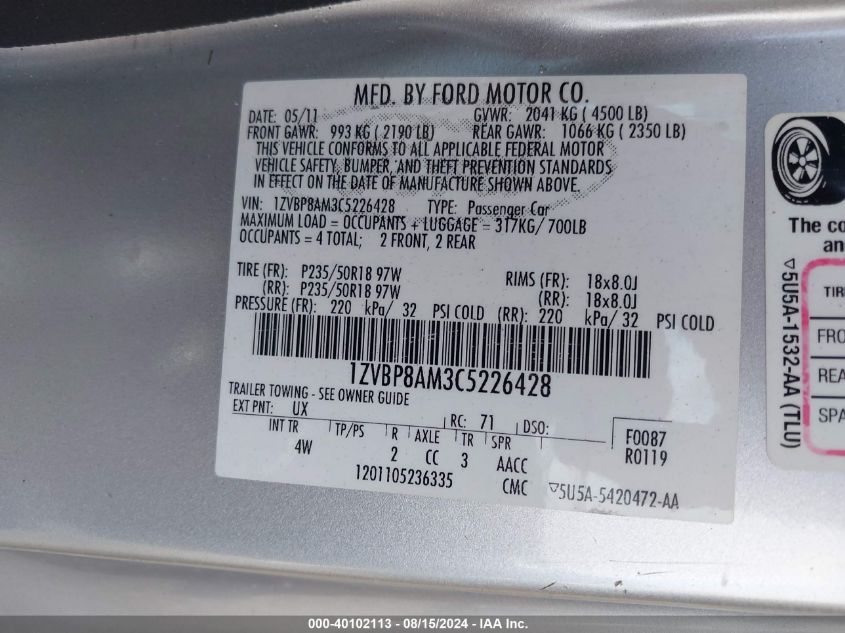 MFD. BY FORD MOTOR CO.
DATE: 05/11 GVWR: 2041 KG ( 4500 LB)
FRONT GAWR: 993 KG ( 2190 LB) REAR GAWR: 1066 KG ( 2350 LB)
THIS VEHICLE CONFORMS TO ALL APPLICABLE FEDERAL MOTOR
VEHICLE SAFETY, BUMPER, AND THEFT PREVENTION STANDARDS
IN EFFECT ON THE DATE OF MANUFACTURE SHOWN ABOVE.
VIN: 1ZVBP8AM3C5226428 TYPE: Passenger Car
MAXIMUM LOAD = OCCUPANTS + LUGGAGE = 317KG/ 700LB
OCCUPANTS = 4 TOTAL; 2 FRONT, 2 REAR
TIRE (FR): P235/50R18 97W RIMS (FR): 18x8.0J
(RR): P235/50R18 97W (RR): 18x8.0J
PRESSURE (FR): 220 kPa/ 32 PSI COLD (RR): 220 kPa/ 32 PSI COLD
1ZVBP8AM3C5226428
TRAILER TOWING - SEE OWNER GUIDE
EXT PNT: UX RC: 71 DSO:
INT TR TP/PS R AXLE TR SPR F0087
4W 2 CC 3 AACC R0119
1201105236335 CMC ▽5U5A-5420472-AA
The co
an
▽5U5A-1532-AA (TLU)
TIR
FRO
REA
SPA
000-40102113 - 08/15/2024 - IAA Inc.